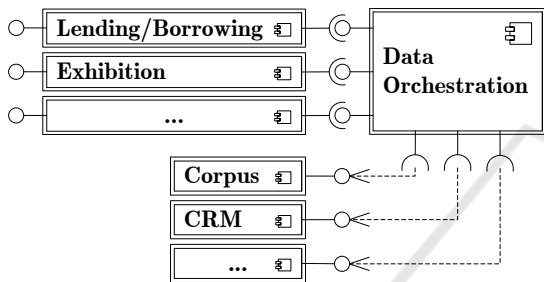 Lending/Borrowing
Exhibition
...
Data
Orchestration
Corpus
CRM
...